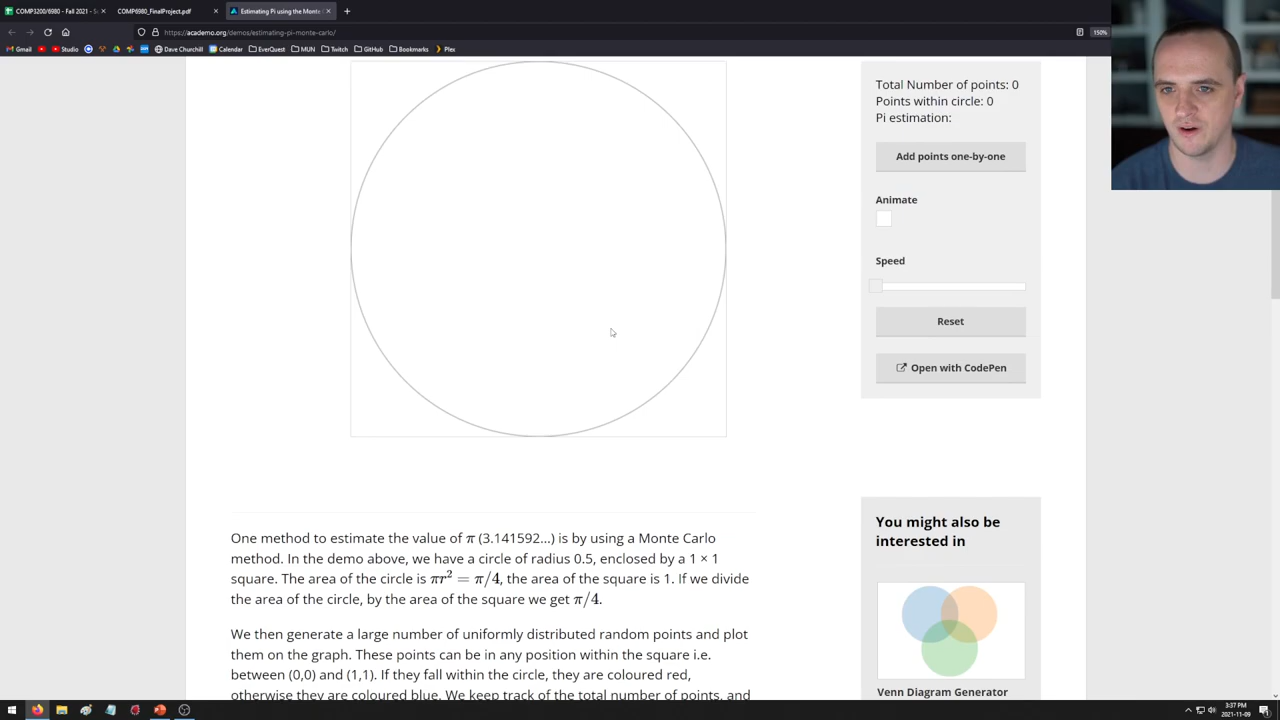 COMP3200/6980 - Fall 2021 - S
COMP6980_FinalProject.pdf
Estimating Pi using the Monte
https://academo.org/demos/estimating-pi-monte-carlo/
150%
Gmail
Studio
Dave Churchill
Calendar
EverQuest
MUN
Twitch
GitHub
Bookmarks
Plex
Total Number of points: 0
Points within circle: 0
Pi estimation:
Add points one-by-one
Animate
Speed
Reset
Open with CodePen
One method to estimate the value of π (3.141592...) is by using a Monte Carlo
method. In the demo above, we have a circle of radius 0.5, enclosed by a 1 × 1
square. The area of the circle is πr² = π/4, the area of the square is 1. If we divide
the area of the circle, by the area of the square we get π/4.
We then generate a large number of uniformly distributed random points and plot
them on the graph. These points can be in any position within the square i.e.
between (0,0) and (1,1). If they fall within the circle, they are coloured red,
otherwise they are coloured blue. We keep track of the total number of points, and
You might also be
interested in
Venn Diagram Generator
3:37 PM
2021-11-09